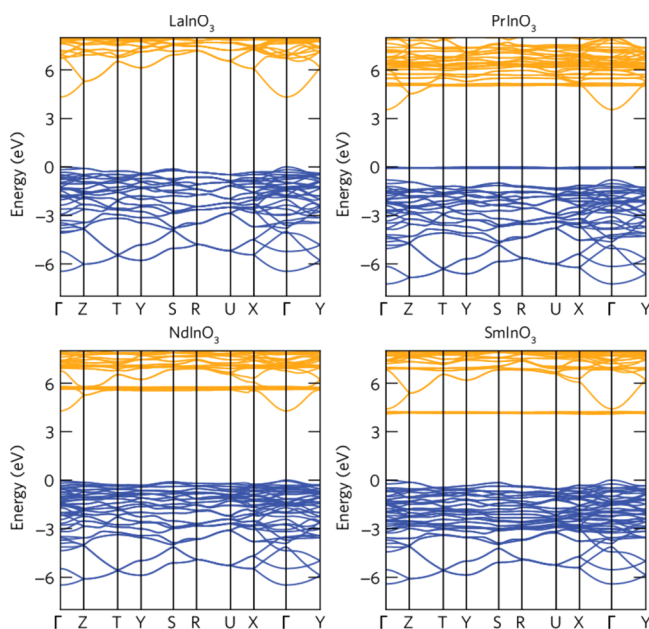 LaInO3
PrInO3
Energy (eV)
6
3
0
-3
-6
Γ Z T Y S R U X Γ Y
Energy (eV)
6
3
0
-3
-6
Γ Z T Y S R U X Γ Y
NdInO3
SmInO3
Energy (eV)
6
3
0
-3
-6
Γ Z T Y S R U X Γ Y
Energy (eV)
6
3
0
-3
-6
Γ Z T Y S R U X Γ Y